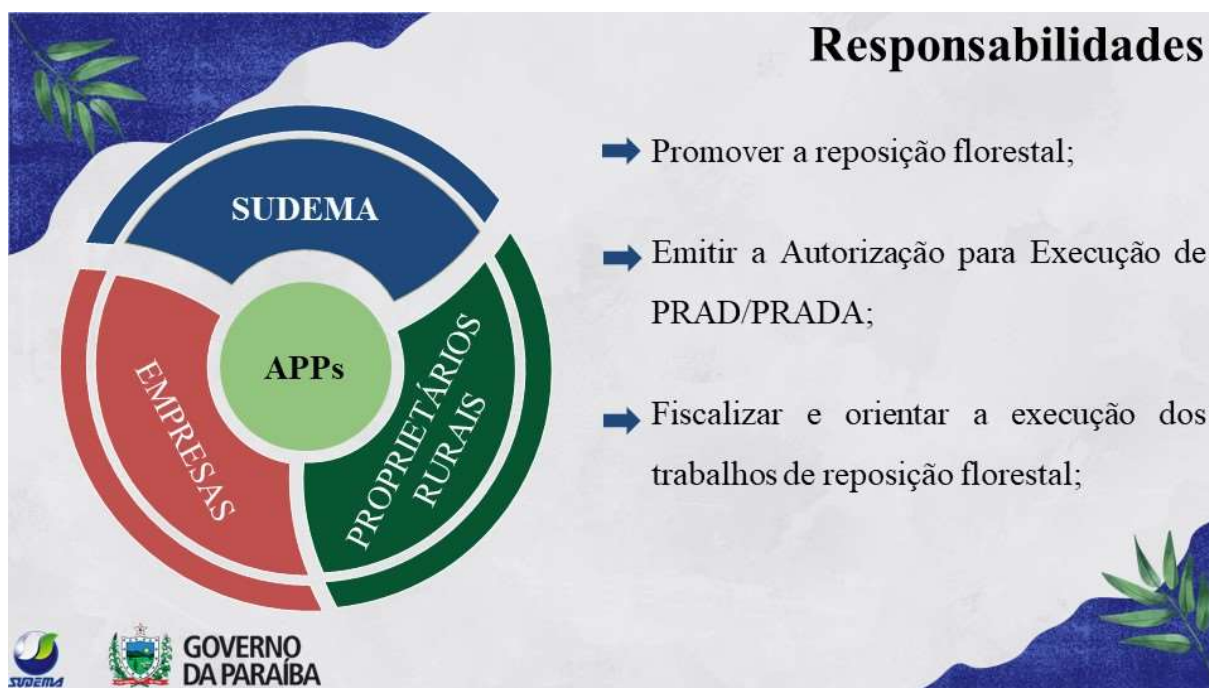 Responsabilidades
SUDEMA
EMPRESAS
PROPRIETÁRIOS
RURAIS
APPs
Promover a reposição florestal;
Emitir a Autorização para Execução de
PRAD/PRADA;
Fiscalizar e orientar a execução dos
trabalhos de reposição florestal;
SUDEMA
GOVERNO
DA PARAÍBA